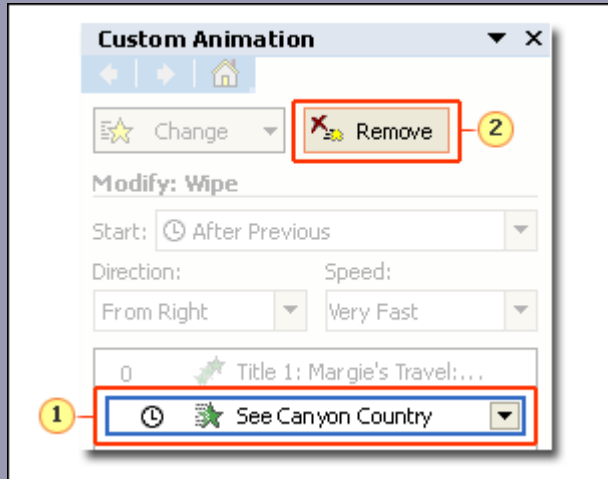 Custom Animation
Change
Remove
2
Modify: Wipe
Start: After Previous
Direction: Speed:
From Right Very Fast
0 Title 1: Margie's Travel:...
1 See Canyon Country